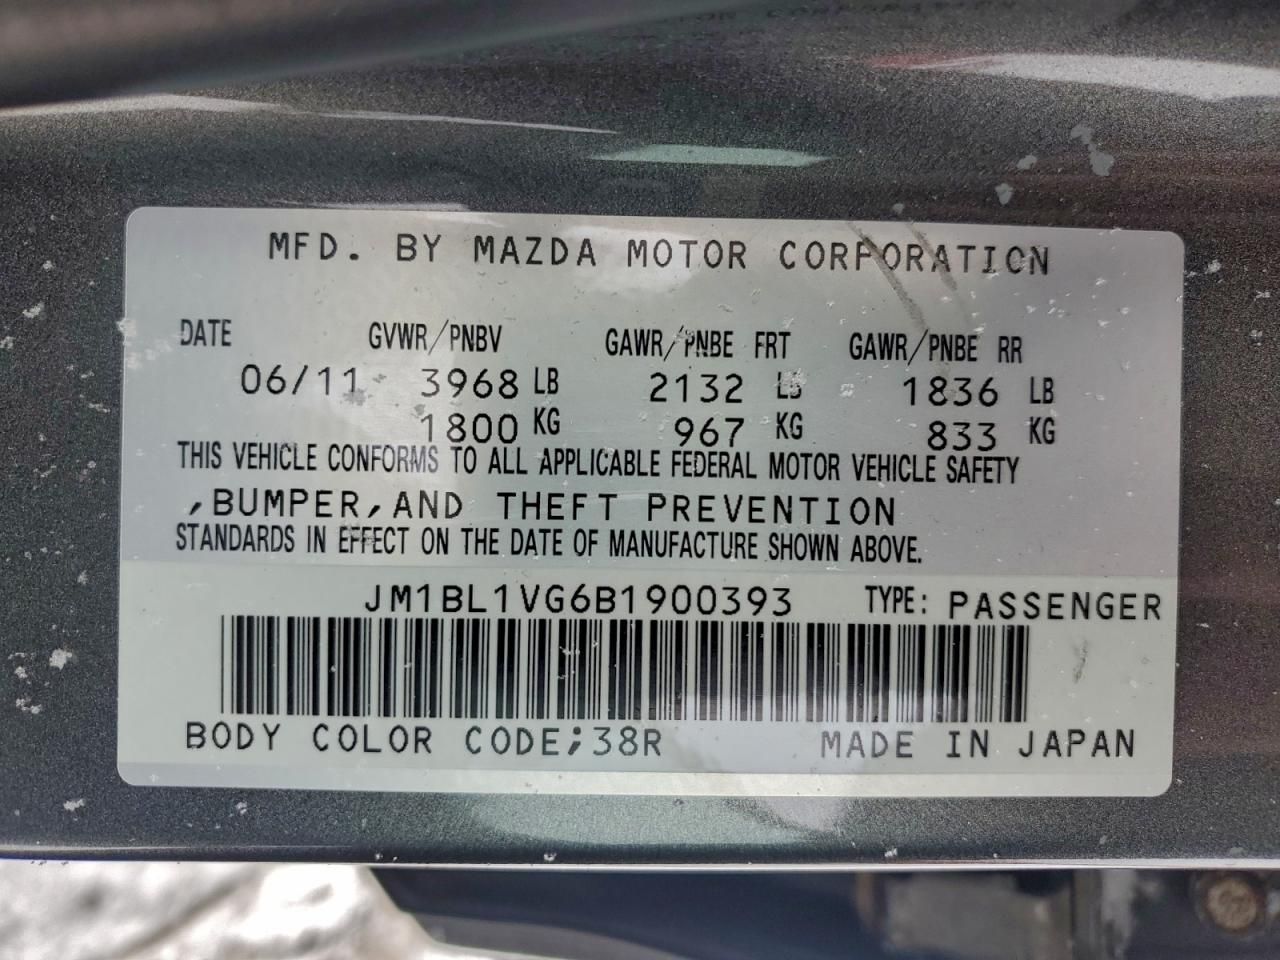 MFD. BY MAZDA MOTOR CORPORATION
DATE GVWR/PNBV GAWR/PNBE FRT GAWR/PNBE RR
06/11 3968 LB 2132 LB 1836 LB
1800 KG 967 KG 833 KG
THIS VEHICLE CONFORMS TO ALL APPLICABLE FEDERAL MOTOR VEHICLE SAFETY
,BUMPER,AND THEFT PREVENTION
STANDARDS IN EFFECT ON THE DATE OF MANUFACTURE SHOWN ABOVE.
JM1BL1VG6B1900393 TYPE: PASSENGER
BODY COLOR CODE;38R MADE IN JAPAN